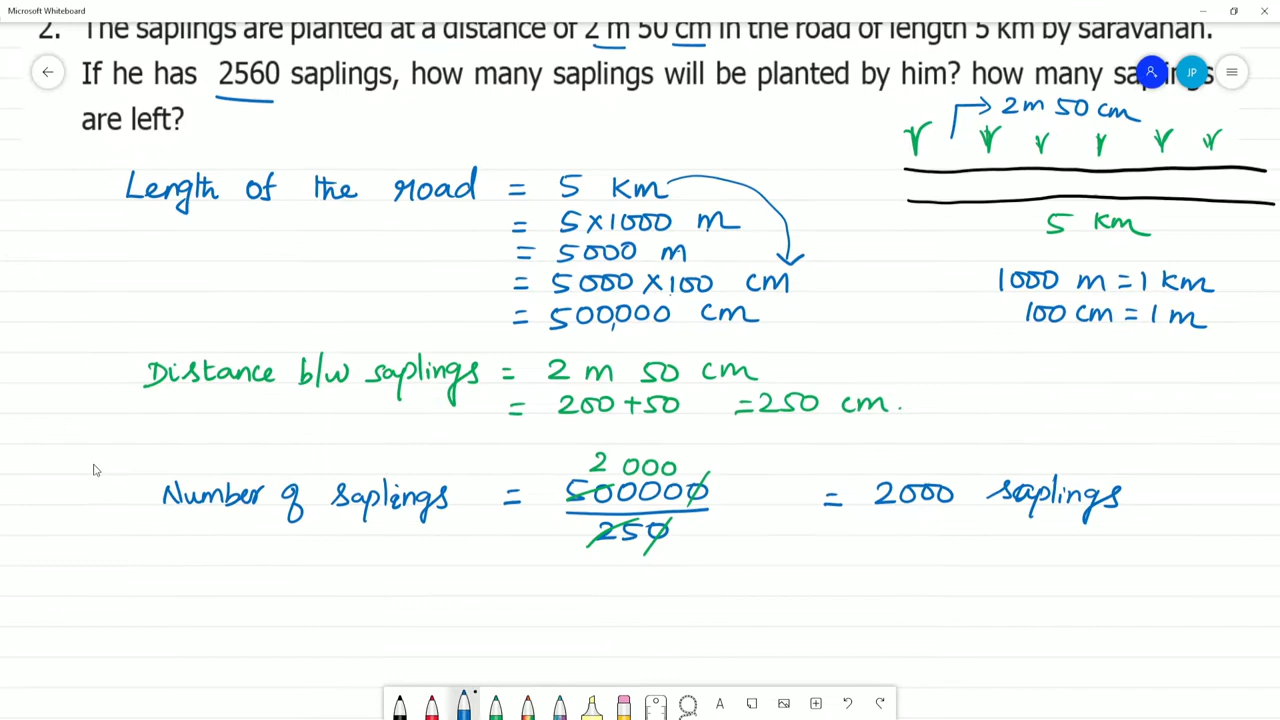 Microsoft Whiteboard
2. The saplings are planted at a distance of 2 m 50 cm in the road of length 5 km by saravanan.
If he has 2560 saplings, how many saplings will be planted by him? how many saplings
are left?
JP
2 m 50 cm
Length of the road = 5 Km
= 5 × 1000 m
= 5000 m
= 5000 × 100 cm
= 500,000 cm
5 Km
1000 m = 1 Km
100 cm = 1 m
Distance b/w saplings = 2 m 50 cm
= 200 + 50 = 250 cm.
2 000
Number of saplings = 500000 / 250 = 2000 saplings
A